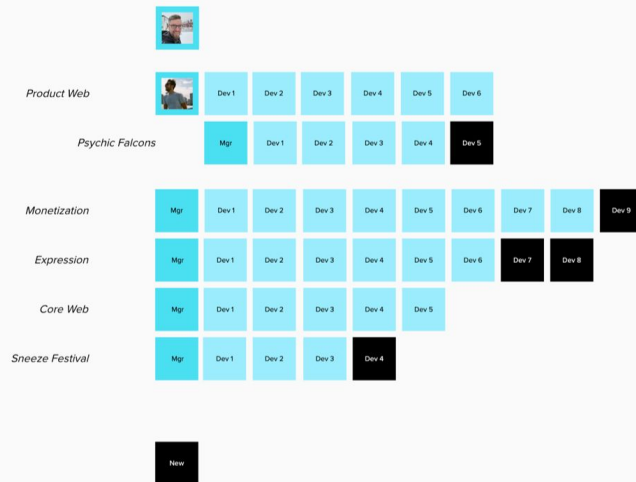 Product Web Dev 1 Dev 2 Dev 3 Dev 4 Dev 5 Dev 6
Psychic Falcons Mgr Dev 1 Dev 2 Dev 3 Dev 4 Dev 5
Monetization Mgr Dev 1 Dev 2 Dev 3 Dev 4 Dev 5 Dev 6 Dev 7 Dev 8 Dev 9
Expression Mgr Dev 1 Dev 2 Dev 3 Dev 4 Dev 5 Dev 6 Dev 7 Dev 8
Core Web Mgr Dev 1 Dev 2 Dev 3 Dev 4 Dev 5
Sneeze Festival Mgr Dev 1 Dev 2 Dev 3 Dev 4
New